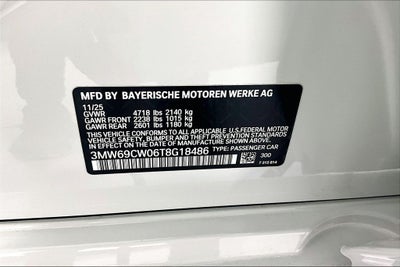 MFD BY BAYERISCHE MOTOREN WERKE AG
11/25
GVWR 4718 lbs 2140 kg
GAWR FRONT 2238 lbs 1015 kg
GAWR REAR 2601 lbs 1180 kg
THIS VEHICLE CONFORMS TO ALL APPLICABLE U.S.FEDERAL MOTOR
VEHICLE SAFETY, BUMPER AND THEFT PREVENTION STANDARDS
IN EFFECT ON THE DATE OF MANUFACTURE SHOWN ABOVE.
3MW69CW06T8G18486 TYPE: PASSENGER CAR
300